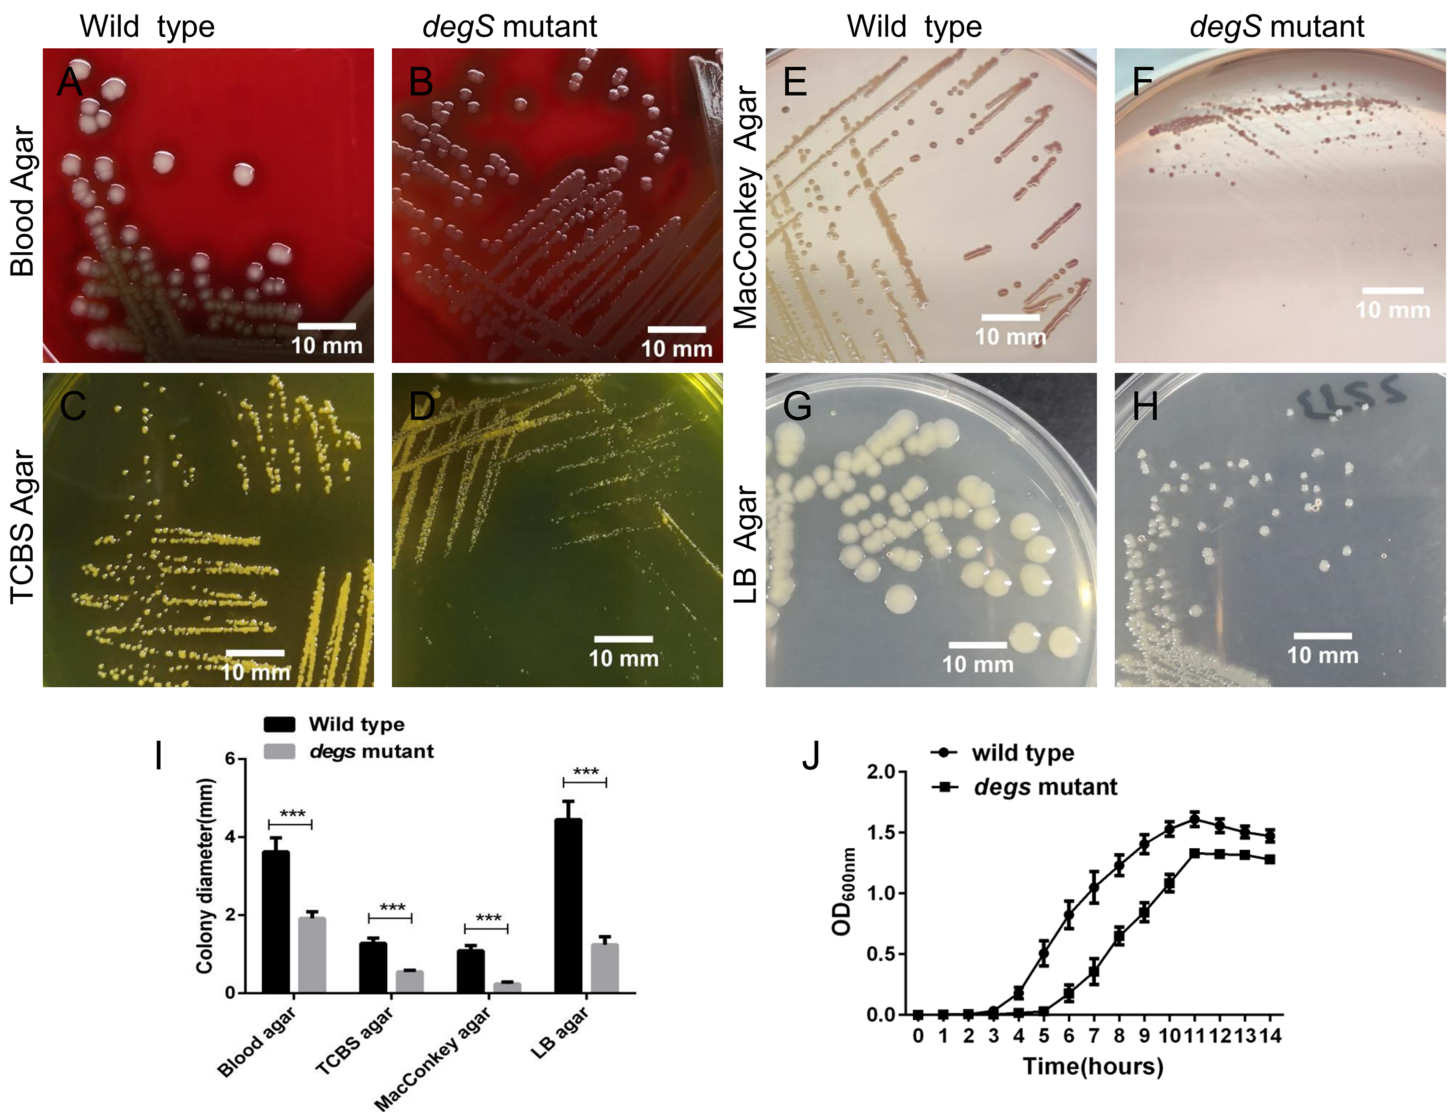 Wild type
degS mutant
Wild type
degS mutant
Blood Agar
A
10 mm
B
10 mm
MacConkey Agar
E
10 mm
F
10 mm
TCBS Agar
C
10 mm
D
10 mm
LB Agar
G
10 mm
H
10 mm
I
Wild type
degs mutant
Colony diameter(mm)
6
4
2
0
***
***
***
***
Blood agar
TCBS agar
MacConkey agar
LB agar
J
wild type
degs mutant
OD600nm
2.0
1.5
1.0
0.5
0.0
0 1 2 3 4 5 6 7 8 9 10 11 12 13 14
Time(hours)